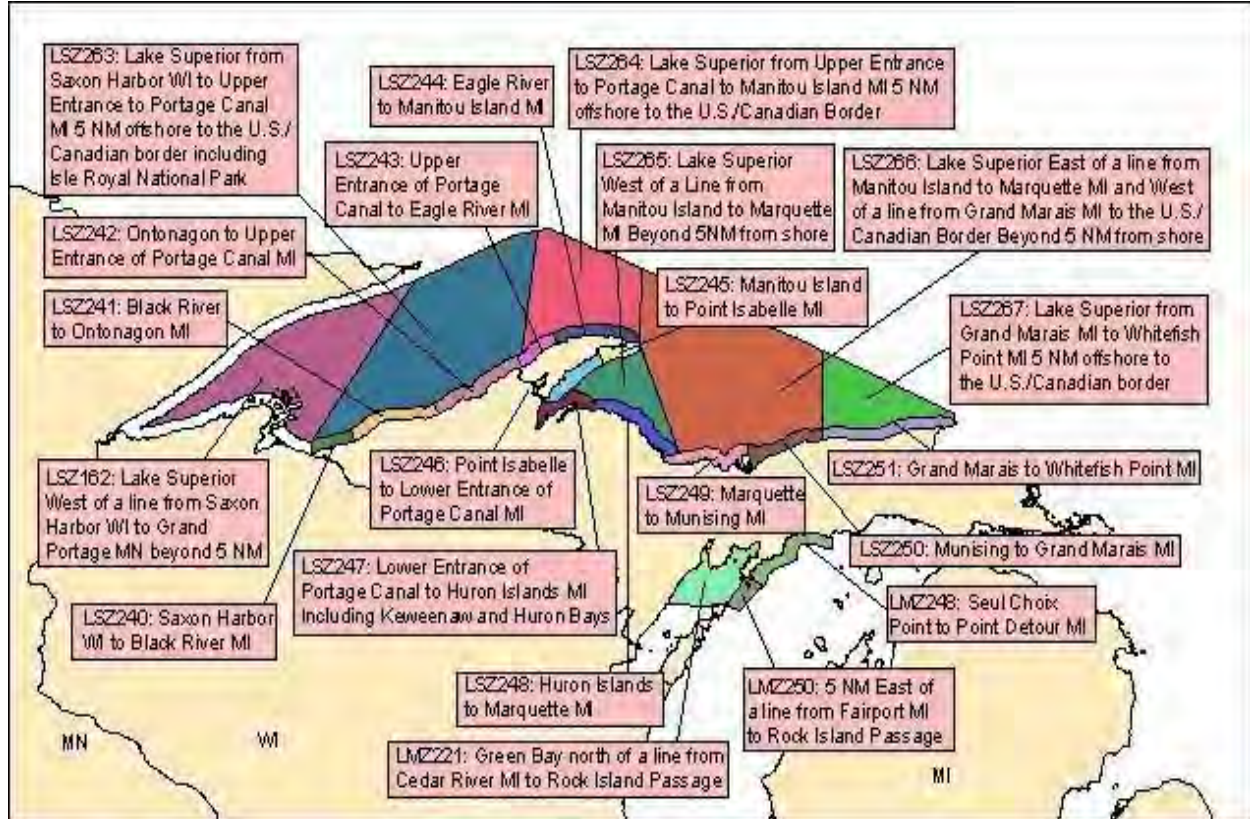 LSZ263: Lake Superior from
Saxon Harbor WI to Upper
Entrance to Portage Canal
MI 5 NM offshore to the U.S./
Canadian border including
Isle Royal National Park
LSZ244: Eagle River
to Manitou Island MI
LSZ264: Lake Superior from Upper Entrance
to Portage Canal to Manitou Island MI 5 NM
offshore to the U.S./Canadian Border
LSZ243: Upper
Entrance of Portage
Canal to Eagle River MI
LSZ265: Lake Superior
West of a Line from
Manitou Island to Marquette
MI Beyond 5NM from shore
LSZ266: Lake Superior East of a line from
Manitou Island to Marquette MI and West
of a line from Grand Marais MI to the U.S./
Canadian Border Beyond 5 NM from shore
LSZ242: Ontonagon to Upper
Entrance of Portage Canal MI
LSZ245: Manitou Island
to Point Isabelle MI
LSZ241: Black River
to Ontonagon MI
LSZ267: Lake Superior from
Grand Marais MI to Whitefish
Point MI 5 NM offshore to
the U.S./Canadian border
LSZ162: Lake Superior
West of a line from Saxon
Harbor WI to Grand
Portage MN beyond 5 NM
LSZ246: Point Isabelle
to Lower Entrance of
Portage Canal MI
LSZ249: Marquette
to Munising MI
LSZ251: Grand Marais to Whitefish Point MI
LSZ250: Munising to Grand Marais MI
LSZ247: Lower Entrance of
Portage Canal to Huron Islands MI
Including Keweenaw and Huron Bays
LSZ240: Saxon Harbor
WI to Black River MI
LMZ248: Seul Choix
Point to Point Detour MI
LSZ248: Huron Islands
to Marquette MI
LMZ250: 5 NM East of
a line from Fairport MI
to Rock Island Passage
LMZ221: Green Bay north of a line from
Cedar River MI to Rock Island Passage
MN
WI
MI